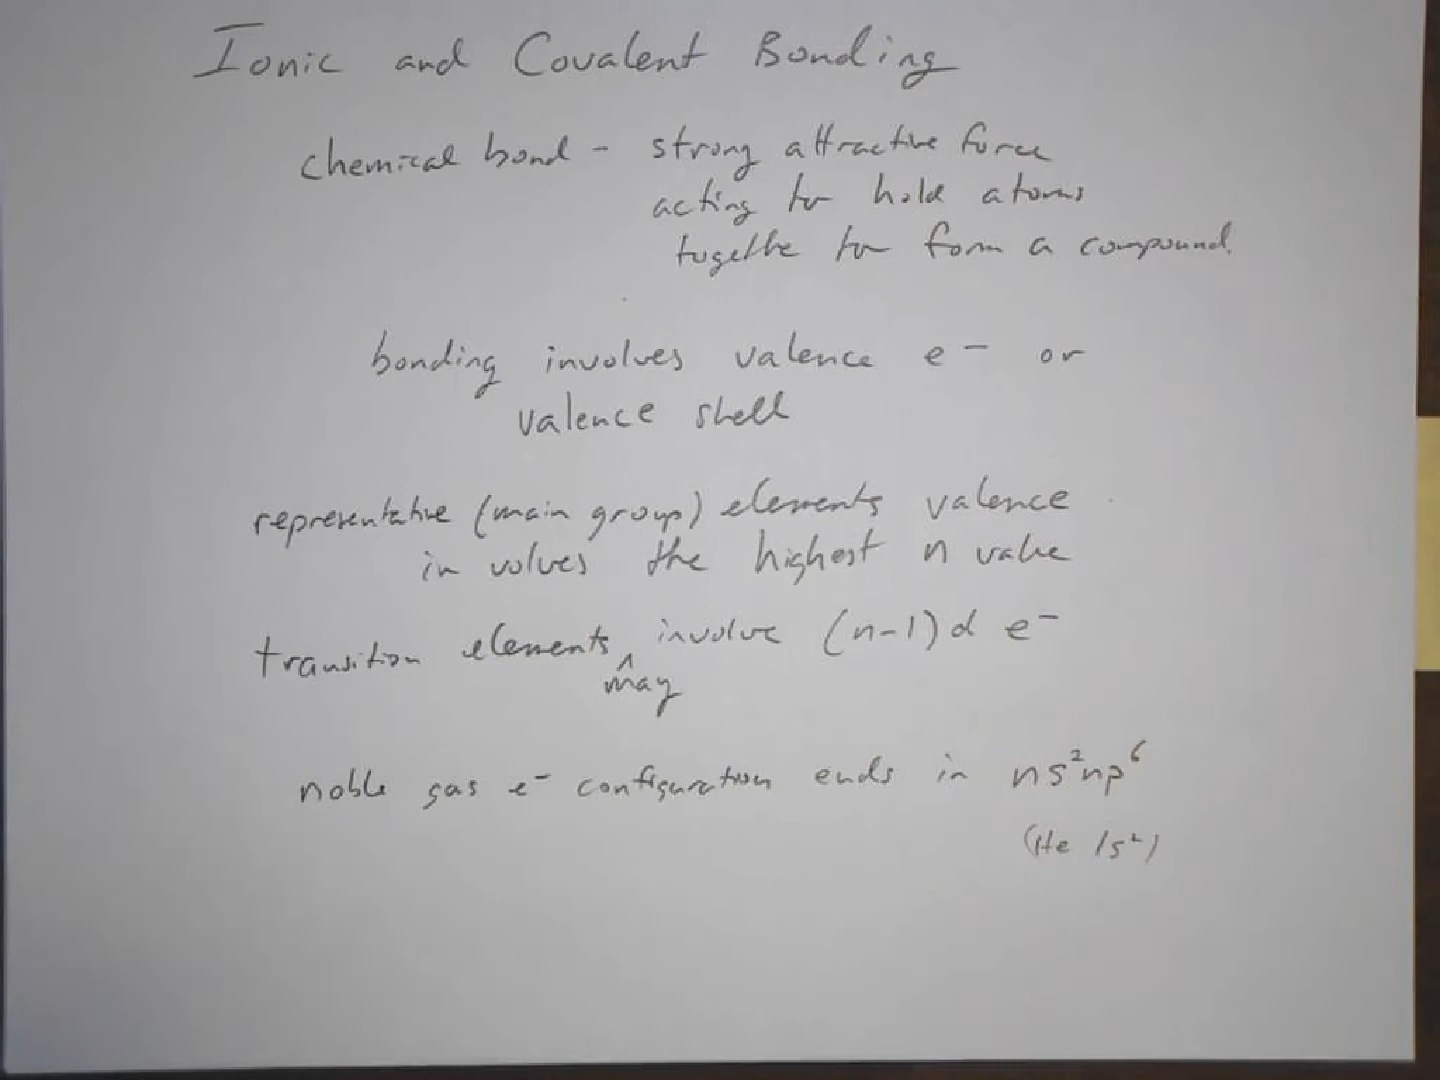 Ionic and Covalent Bonding
chemical bond - strong attractive force
acting to hold atoms
togethe to form a compound.
bonding involves valence e⁻ or
valence shell
representative (main group) elements valence
involves the highest n value
transition elements ^ involve (n-1)d e⁻
may
noble gas e⁻ configuration ends in ns²np⁶
(He 1s²)